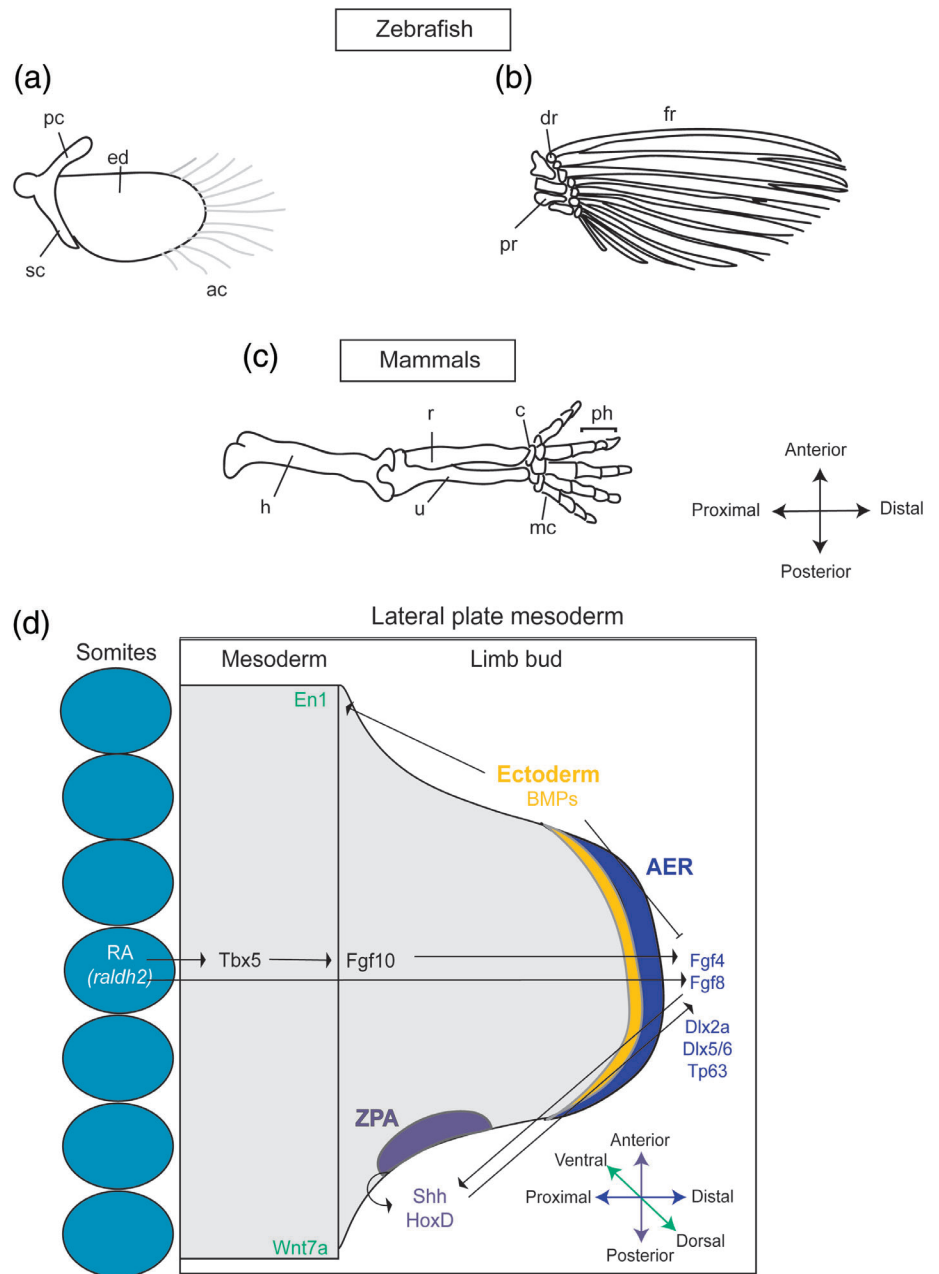 Zebrafish
(a)
pc
ed
sc
ac
(b)
dr
fr
pr
(c)
Mammals
r
c
ph
h
u
mc
Anterior
Proximal
Distal
Posterior
(d)
Lateral plate mesoderm
Somites
Mesoderm
Limb bud
En1
Ectoderm
BMPs
AER
RA
(raldh2)
Tbx5
Fgf10
Fgf4
Fgf8
Dlx2a
Dlx5/6
Tp63
ZPA
Shh
HoxD
Wnt7a
Anterior
Ventral
Proximal
Distal
Dorsal
Posterior